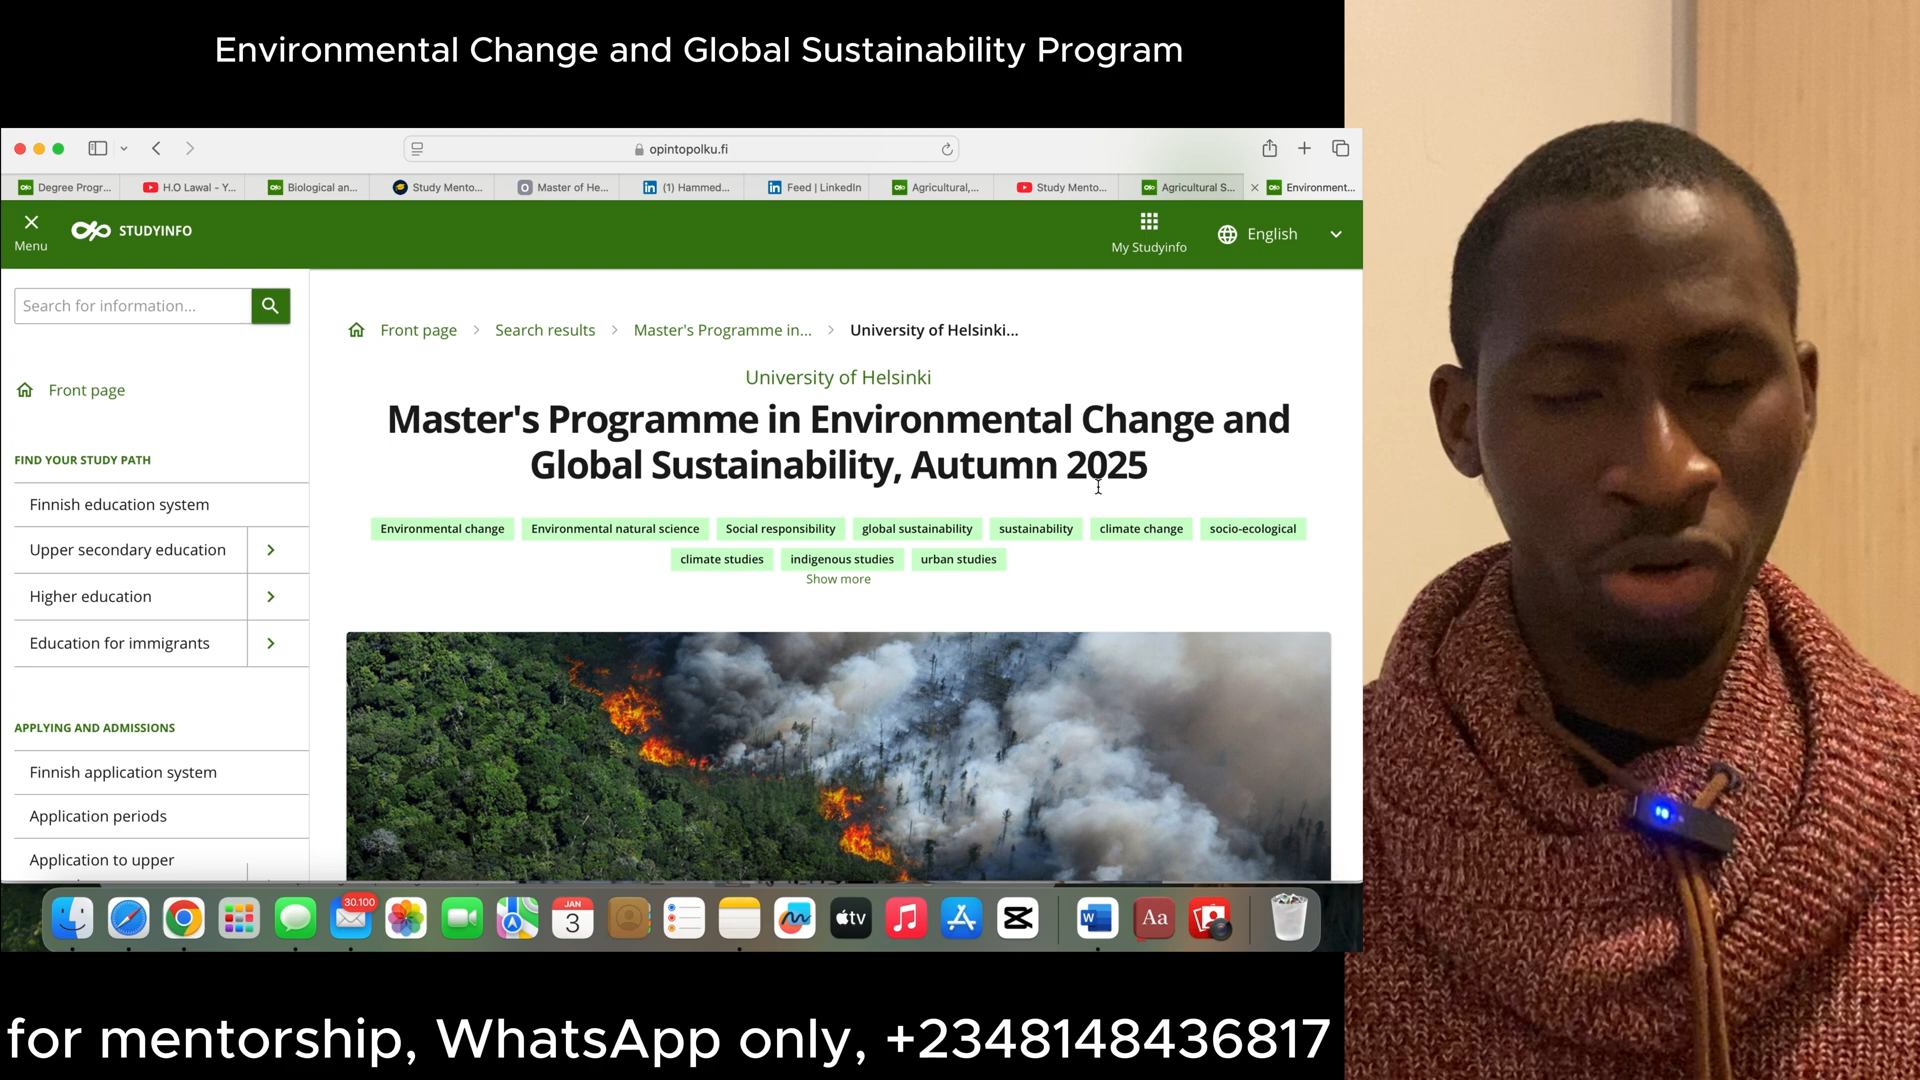 Environmental Change and Global Sustainability Program
opintopolku.fi
Degree Progr...
H.O Lawal - Y...
Biological an...
Study Mento...
Master of He...
(1) Hammed...
Feed | LinkedIn
Agricultural,...
Study Mento...
Agricultural S...
Environment...
Menu
STUDYINFO
My Studyinfo
English
Search for information...
Front page
FIND YOUR STUDY PATH
Finnish education system
Upper secondary education
Higher education
Education for immigrants
APPLYING AND ADMISSIONS
Finnish application system
Application periods
Application to upper
Front page > Search results > Master's Programme in... > University of Helsinki...
University of Helsinki
Master's Programme in Environmental Change and
Global Sustainability, Autumn 2025
Environmental change
Environmental natural science
Social responsibility
global sustainability
sustainability
climate change
socio-ecological
climate studies
indigenous studies
urban studies
Show more
30.100
JAN
3
tv
W
Aa
for mentorship, WhatsApp only, +2348148436817